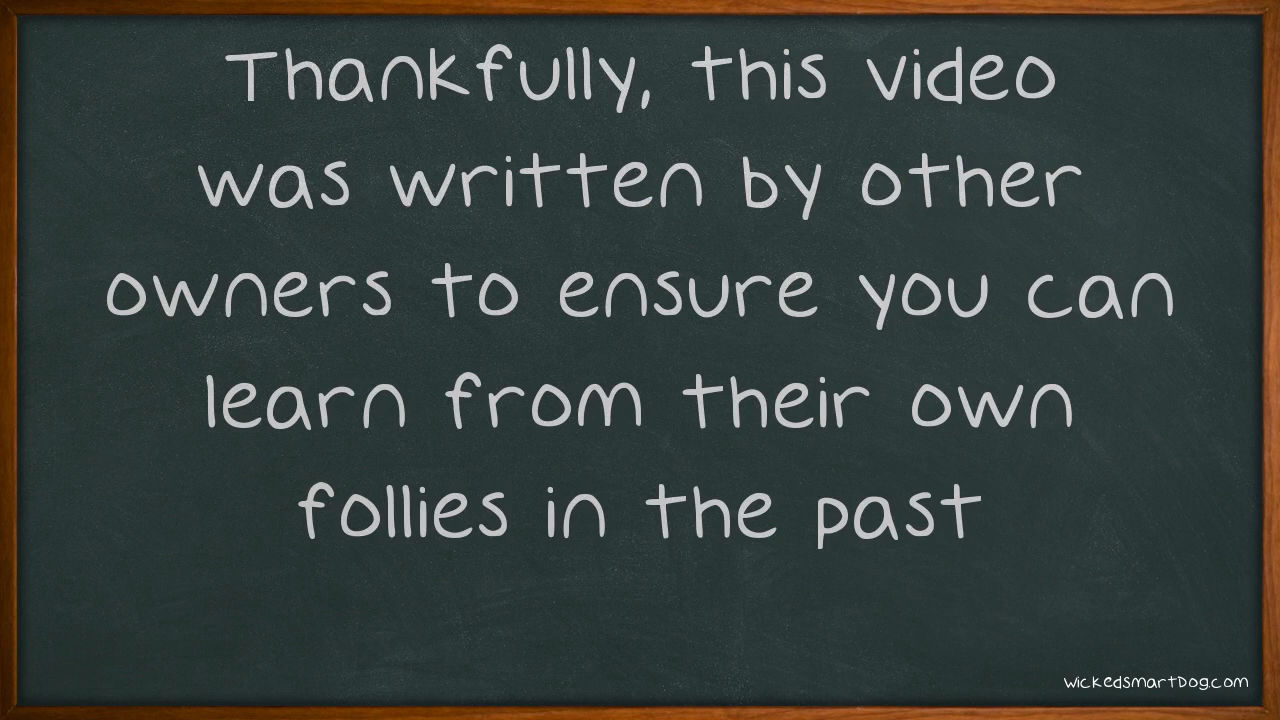 Thankfully, this video
was written by other
owners to ensure you can
learn from their own
follies in the past
wickedsmartdog.com